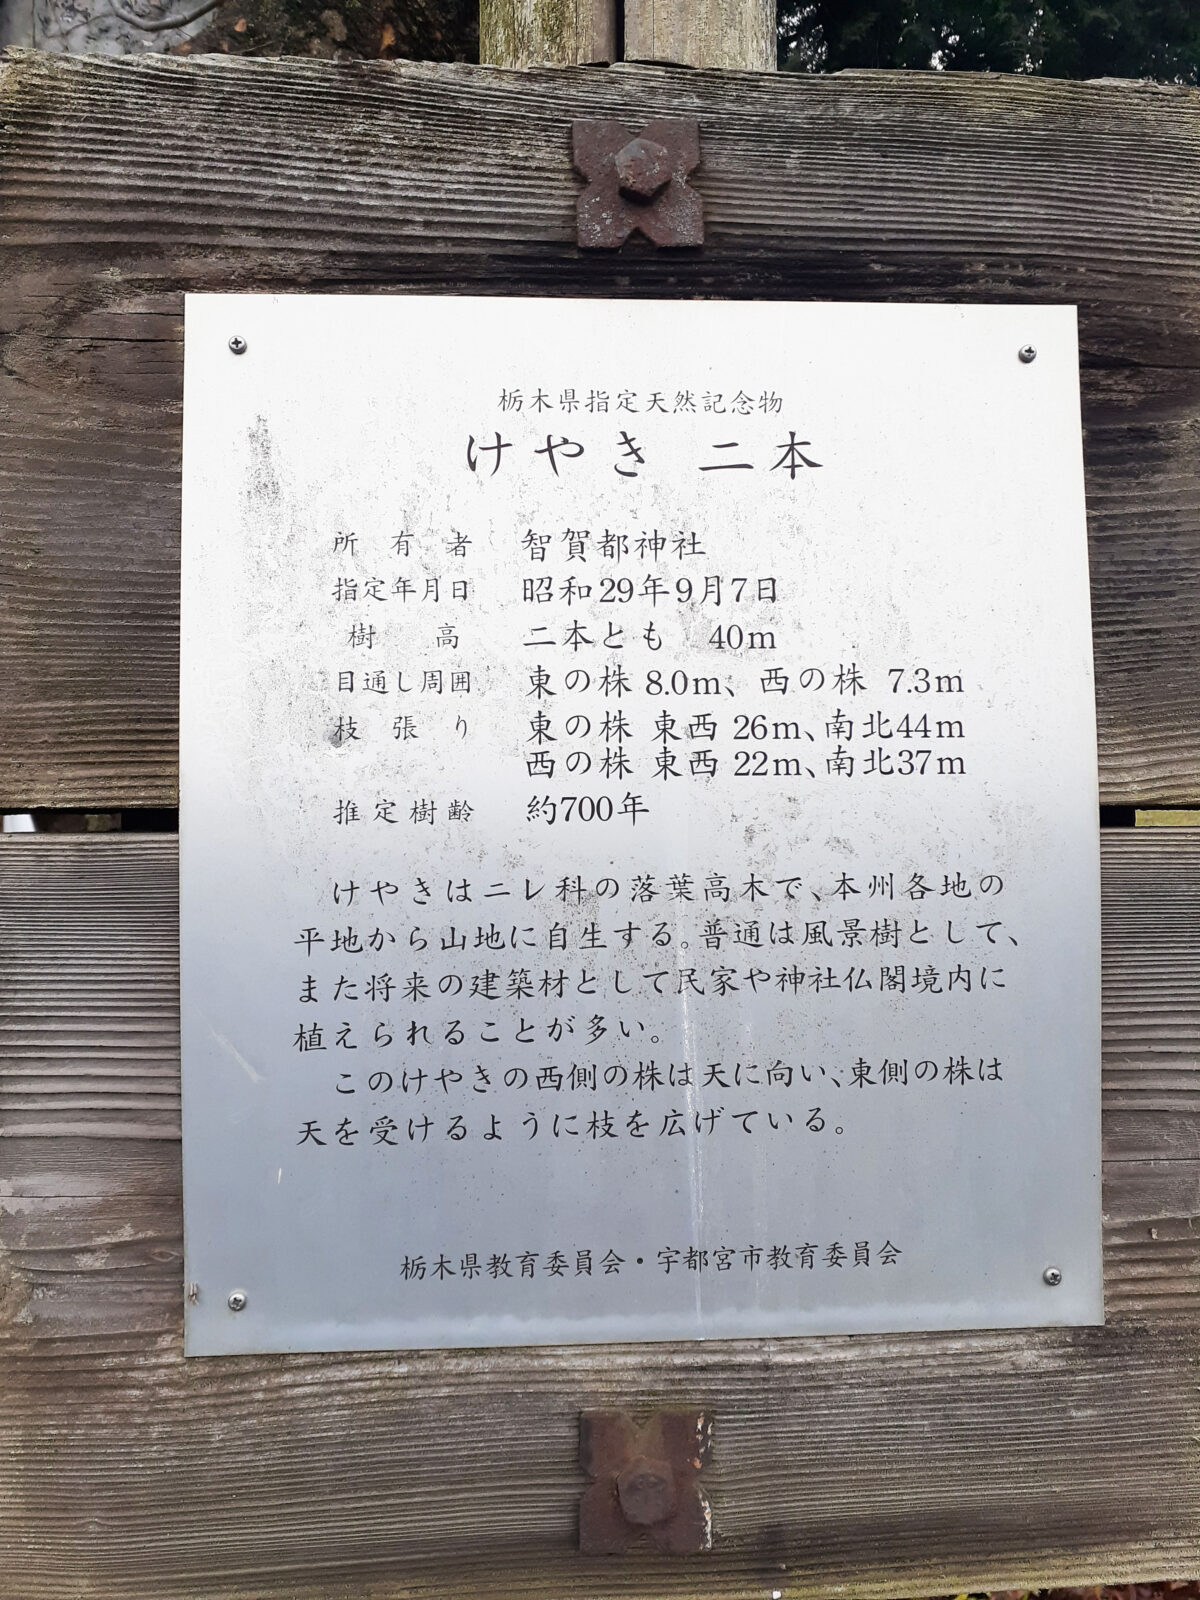 栃木県指定天然記念物
けやき 二本
所有者 智賀都神社
指定年月日 昭和29年9月7日
樹高 二本とも 40m
目通し周囲 東の株 8.0m、西の株 7.3m
枝張り 東の株 東西 26m、南北44m
西の株 東西 22m、南北37m
推定樹齢 約700年
けやきはニレ科の落葉高木で、本州各地の
平地から山地に自生する。普通は風景樹として、
また将来の建築材として民家や神社仏閣境内に
植えられることが多い。
このけやきの西側の株は天に向い、東側の株は
天を受けるように枝を広げている。
栃木県教育委員会・宇都宮市教育委員会